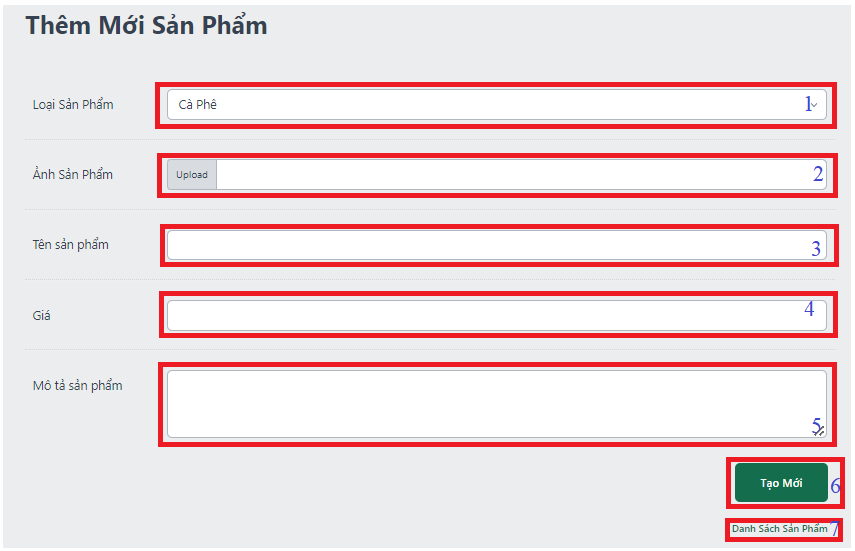 Thêm Mới Sản Phẩm
Loại Sản Phẩm Cà Phê 1
Ảnh Sản Phẩm Upload 2
Tên sản phẩm 3
Giá 4
Mô tả sản phẩm 5
Tạo Mới 6
Danh Sách Sản Phẩm 7